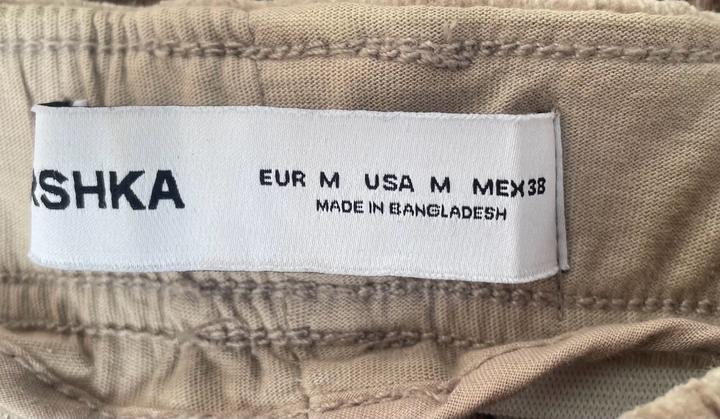 RSHKA
EUR M USA M MEX 38
MADE IN BANGLADESH